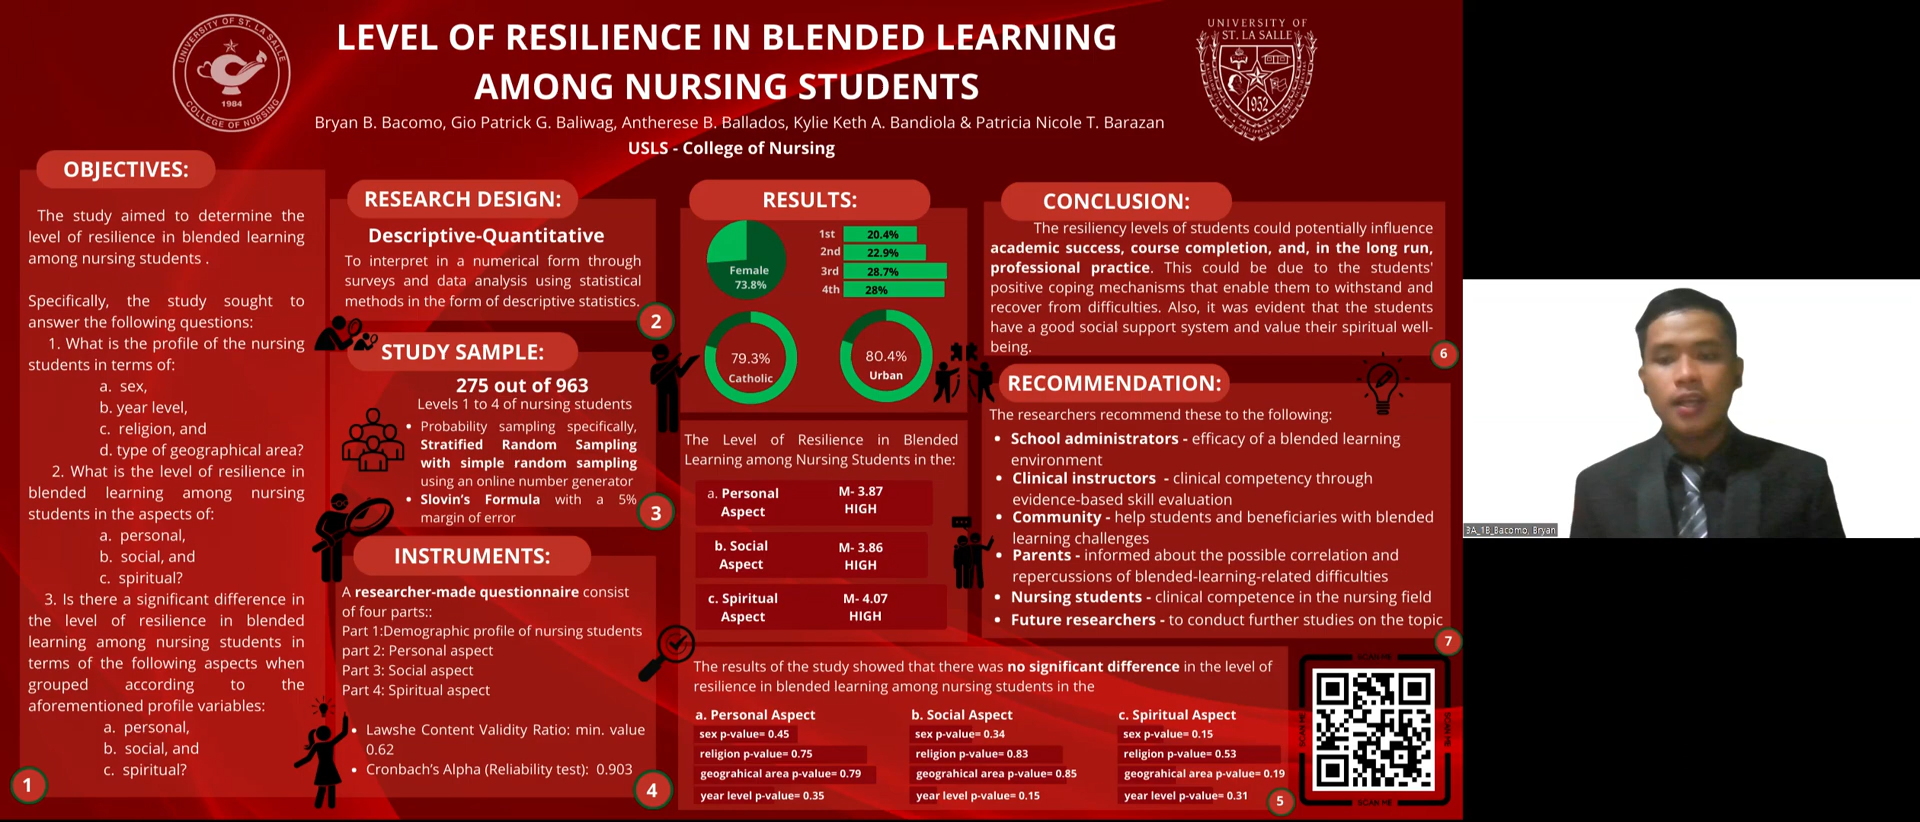 UNIVERSITY OF ST. LA SALLE
1984
COLLEGE OF NURSING
LEVEL OF RESILIENCE IN BLENDED LEARNING
AMONG NURSING STUDENTS
Bryan B. Bacomo, Gio Patrick G. Baliwag, Antherese B. Ballados, Kylie Keth A. Bandiola & Patricia Nicole T. Barazan
USLS - College of Nursing
UNIVERSITY OF
ST. LA SALLE
1952
OBJECTIVES:
The study aimed to determine the
level of resilience in blended learning
among nursing students .
Specifically, the study sought to
answer the following questions:
1. What is the profile of the nursing
students in terms of:
a. sex,
b. year level,
c. religion, and
d. type of geographical area?
2. What is the level of resilience in
blended learning among nursing
students in the aspects of:
a. personal,
b. social, and
c. spiritual?
3. Is there a significant difference in
the level of resilience in blended
learning among nursing students in
terms of the following aspects when
grouped according to the
aforementioned profile variables:
a. personal,
b. social, and
c. spiritual?
1
RESEARCH DESIGN:
Descriptive-Quantitative
To interpret in a numerical form through
surveys and data analysis using statistical
methods in the form of descriptive statistics.
2
STUDY SAMPLE:
275 out of 963
Levels 1 to 4 of nursing students
• Probability sampling specifically,
Stratified Random Sampling
with simple random sampling
using an online number generator
• Slovin's Formula with a 5%
margin of error
3
INSTRUMENTS:
A researcher-made questionnaire consist
of four parts::
Part 1:Demographic profile of nursing students
part 2: Personal aspect
Part 3: Social aspect
Part 4: Spiritual aspect
• Lawshe Content Validity Ratio: min. value
0.62
• Cronbach's Alpha (Reliability test): 0.903
4
RESULTS:
Female
73.8%
1st 20.4%
2nd 22.9%
3rd 28.7%
4th 28%
79.3%
Catholic
80.4%
Urban
The Level of Resilience in Blended
Learning among Nursing Students in the:
a. Personal Aspect M- 3.87 HIGH
b. Social Aspect M- 3.86 HIGH
c. Spiritual Aspect M- 4.07 HIGH
The results of the study showed that there was no significant difference in the level of
resilience in blended learning among nursing students in the
a. Personal Aspect
sex p-value= 0.45
religion p-value= 0.75
geograhical area p-value= 0.79
year level p-value= 0.35
b. Social Aspect
sex p-value= 0.34
religion p-value= 0.83
geograhical area p-value= 0.85
year level p-value= 0.15
c. Spiritual Aspect
sex p-value= 0.15
religion p-value= 0.53
geograhical area p-value= 0.19
year level p-value= 0.31
5
CONCLUSION:
The resiliency levels of students could potentially influence
academic success, course completion, and, in the long run,
professional practice. This could be due to the students'
positive coping mechanisms that enable them to withstand and
recover from difficulties. Also, it was evident that the students
have a good social support system and value their spiritual well-
being.
6
RECOMMENDATION:
The researchers recommend these to the following:
• School administrators - efficacy of a blended learning
environment
• Clinical instructors - clinical competency through
evidence-based skill evaluation
• Community - help students and beneficiaries with blended
learning challenges
• Parents - informed about the possible correlation and
repercussions of blended-learning-related difficulties
• Nursing students - clinical competence in the nursing field
• Future researchers - to conduct further studies on the topic
7
SCAN ME
SCAN ME
SCAN ME
SCAN ME
3A_1B_Bacomo, Bryan